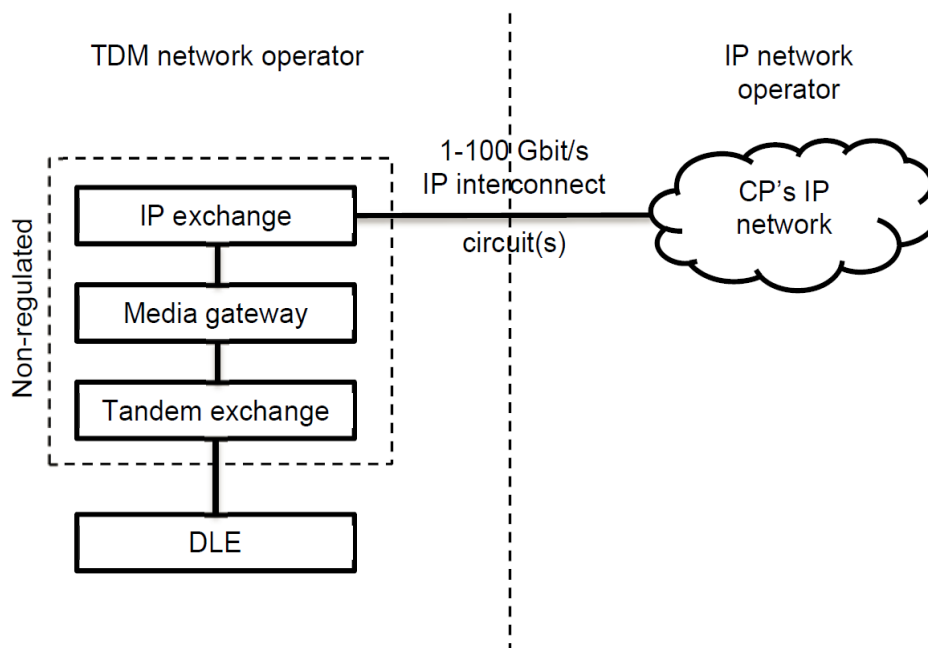 TDM network operator
IP network
operator
1-100 Gbit/s
IP interconnect
circuit(s)
CP’s IP
network
Non-regulated
IP exchange
Media gateway
Tandem exchange
DLE